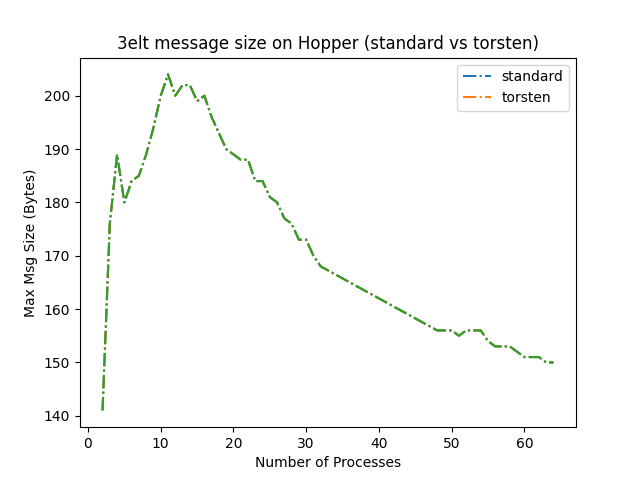 3elt message size on Hopper (standard vs torsten)
standard
torsten
200
190
180
170
160
150
140
Max Msg Size (Bytes)
0 10 20 30 40 50 60
Number of Processes